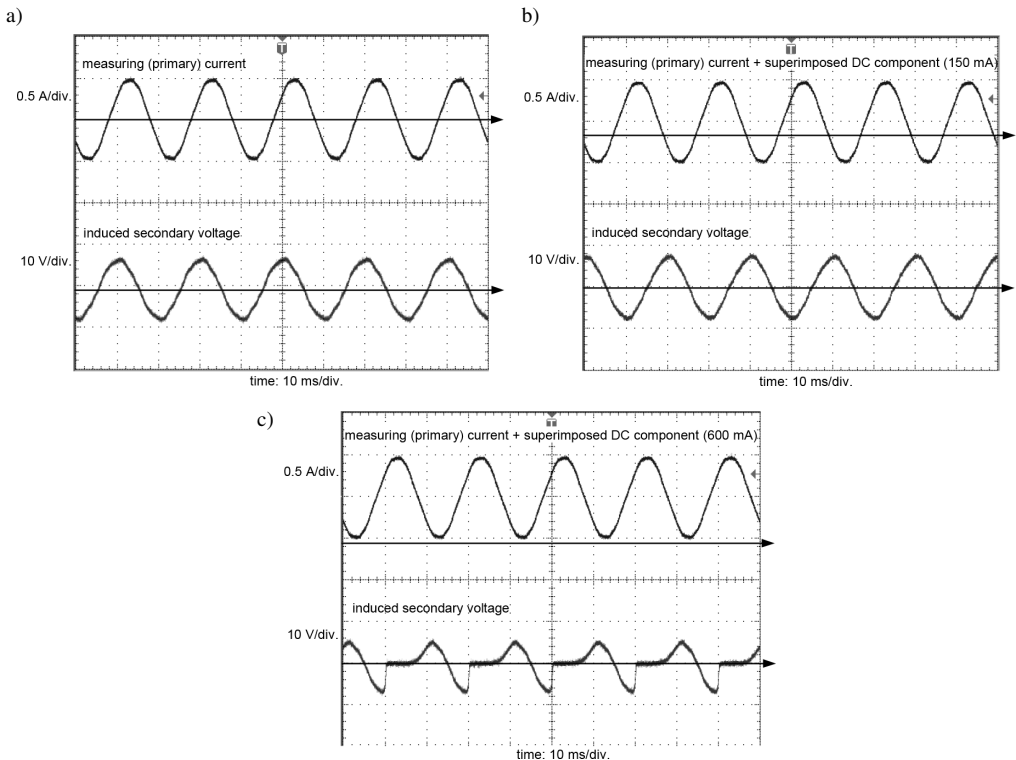 a)
measuring (primary) current
0.5 A/div.
induced secondary voltage
10 V/div.
time: 10 ms/div.
b)
measuring (primary) current + superimposed DC component (150 mA)
0.5 A/div.
induced secondary voltage
10 V/div.
time: 10 ms/div.
c)
measuring (primary) current + superimposed DC component (600 mA)
0.5 A/div.
induced secondary voltage
10 V/div.
time: 10 ms/div.